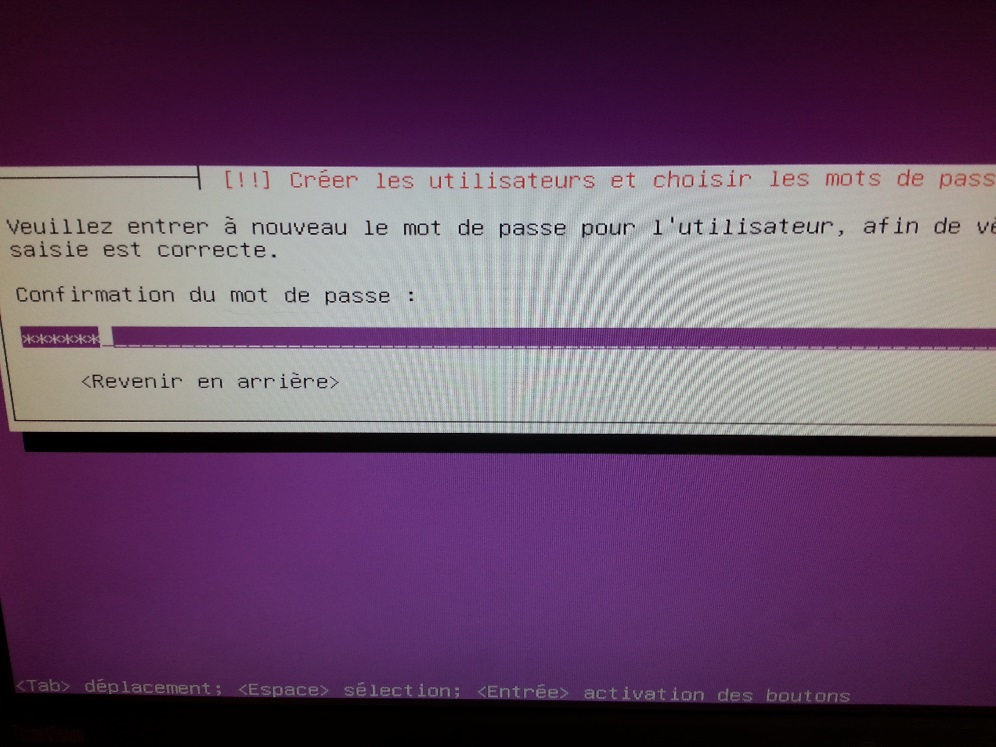 [!!] Créer les utilisateurs et choisir les mots de pass
Veuillez entrer à nouveau le mot de passe pour l'utilisateur, afin de vé
saisie est correcte.
Confirmation du mot de passe :
******
<Revenir en arrière>
<Tab> déplacement; <Espace> sélection; <Entrée> activation des boutons